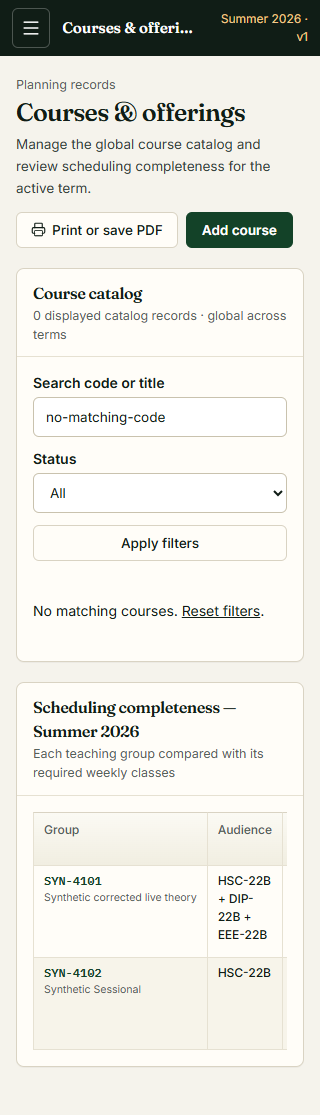 Courses & offeri...
Summer 2026 ·
v1
Planning records
Courses & offerings
Manage the global course catalog and
review scheduling completeness for the
active term.
Print or save PDF
Add course
Course catalog
0 displayed catalog records · global across
terms
Search code or title
no-matching-code
Status
All
Apply filters
No matching courses. Reset filters.
Scheduling completeness —
Summer 2026
Each teaching group compared with its
required weekly classes
Group
Audience
SYN-4101
Synthetic corrected live theory
HSC-22B
+ DIP-
22B +
EEE-22B
SYN-4102
Synthetic Sessional
HSC-22B